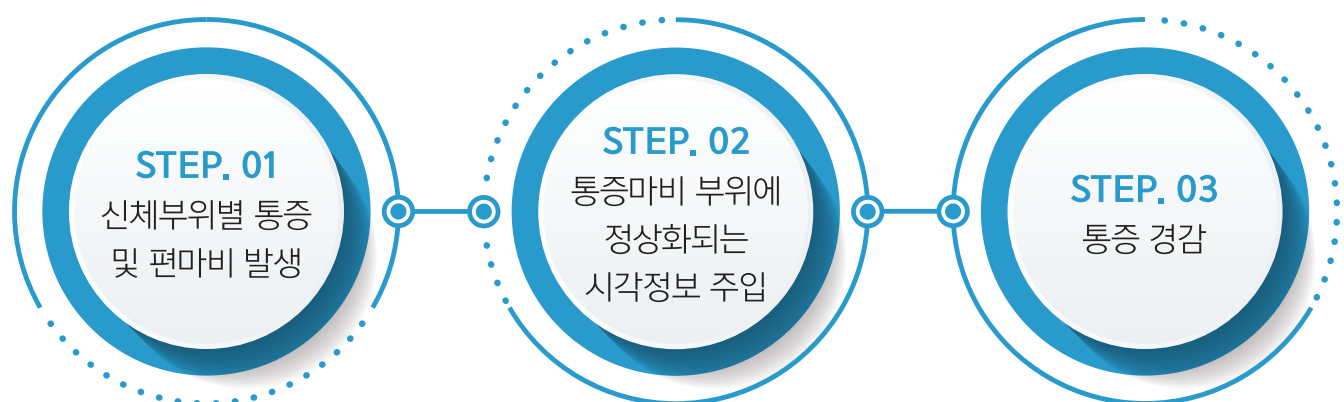 STEP. 01
신체부위별 통증
및 편마비 발생
STEP. 02
통증마비 부위에
정상화되는
시각정보 주입
STEP. 03
통증 경감